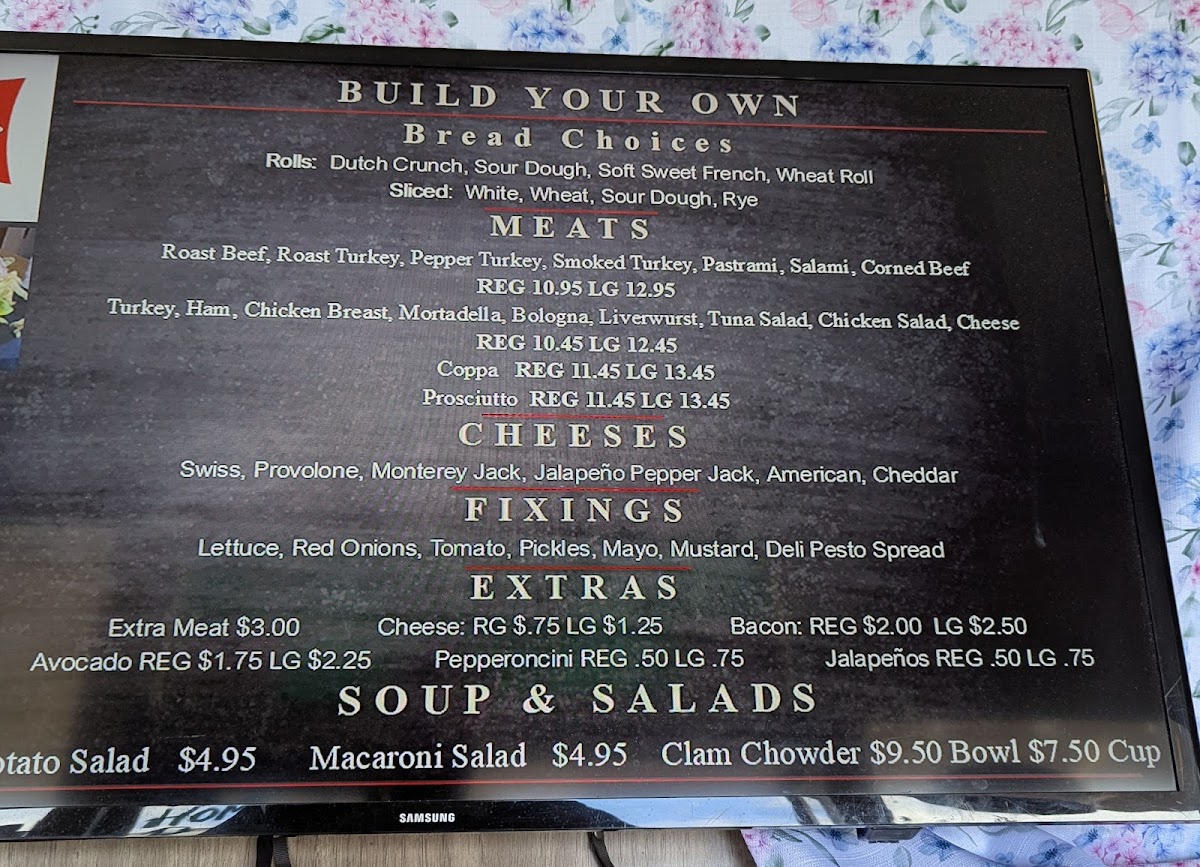 BUILD YOUR OWN
Bread Choices
Rolls: Dutch Crunch, Sour Dough, Soft Sweet French, Wheat Roll
Sliced: White, Wheat, Sour Dough, Rye
MEATS
Roast Beef, Roast Turkey, Pepper Turkey, Smoked Turkey, Pastrami, Salami, Corned Beef
REG 10.95 LG 12.95
Turkey, Ham, Chicken Breast, Mortadella, Bologna, Liverwurst, Tuna Salad, Chicken Salad, Cheese
REG 10.45 LG 12.45
Coppa REG 11.45 LG 13.45
Prosciutto REG 11.45 LG 13.45
CHEESES
Swiss, Provolone, Monterey Jack, Jalapeño Pepper Jack, American, Cheddar
FIXINGS
Lettuce, Red Onions, Tomato, Pickles, Mayo, Mustard, Deli Pesto Spread
EXTRAS
Extra Meat $3.00 Cheese: RG $.75 LG $1.25 Bacon: REG $2.00 LG $2.50
Avocado REG $1.75 LG $2.25 Pepperoncini REG .50 LG .75 Jalapeños REG .50 LG .75
SOUP & SALADS
otato Salad $4.95 Macaroni Salad $4.95 Clam Chowder $9.50 Bowl $7.50 Cup
SAMSUNG